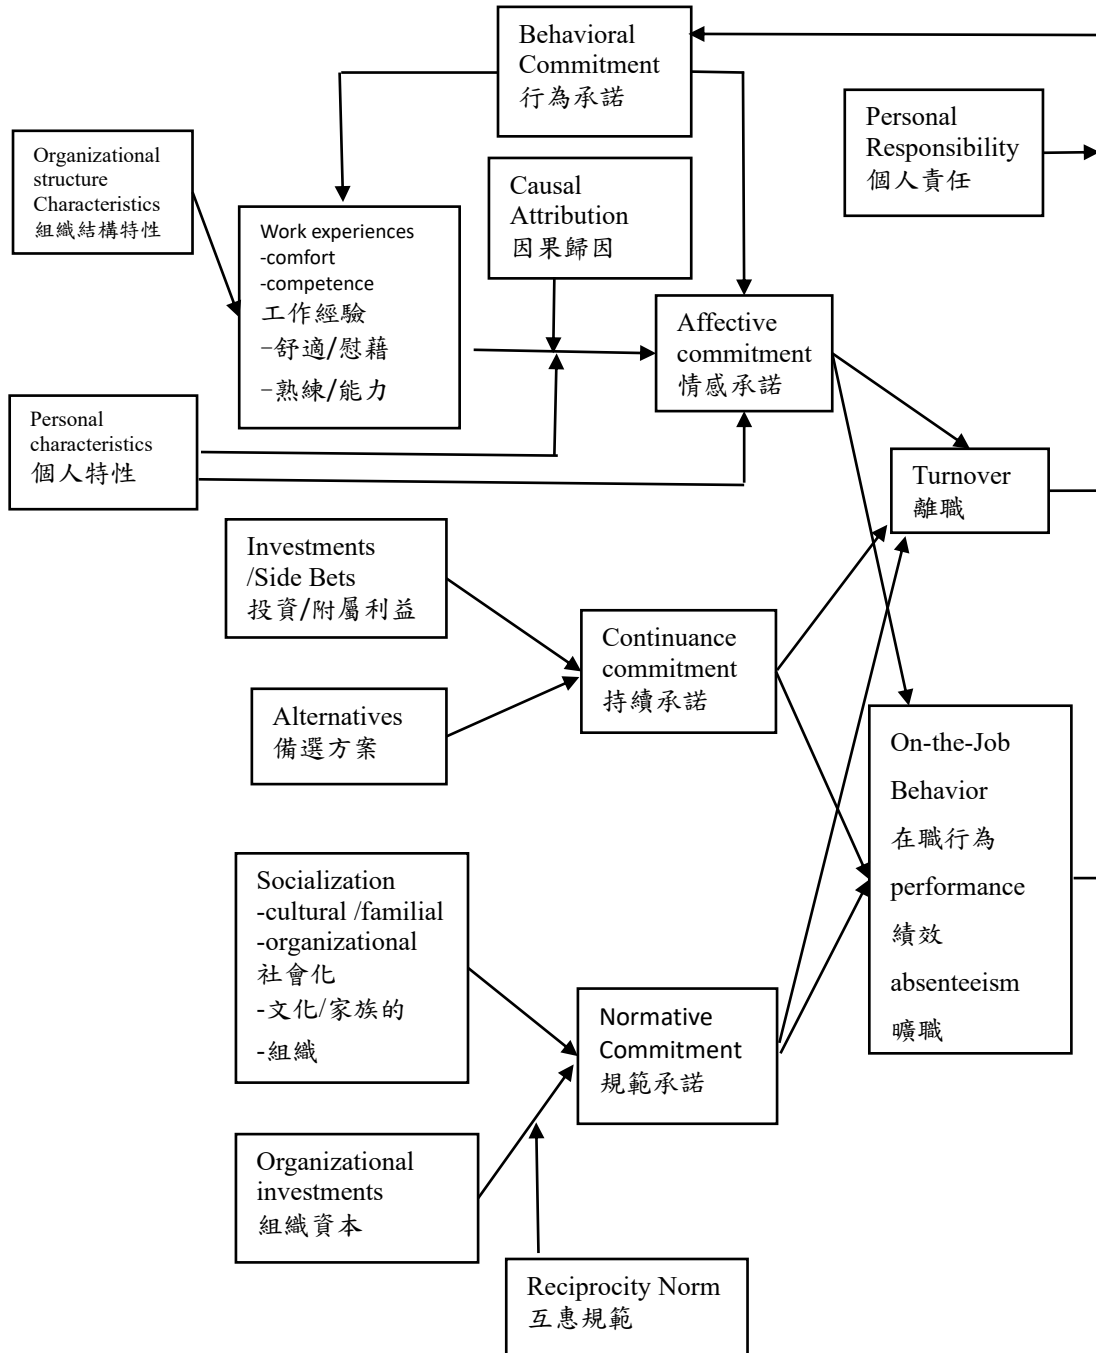 Behavioral
Commitment
行為承諾
Personal
Responsibility
個人責任
Organizational
structure
Characteristics
組織結構特性
Causal
Attribution
因果歸因
Work experiences
-comfort
-competence
工作經驗
-舒適/慰藉
-熟練/能力
Affective
commitment
情感承諾
Personal
characteristics
個人特性
Turnover
離職
Investments
/Side Bets
投資/附屬利益
Continuance
commitment
持續承諾
Alternatives
備選方案
On-the-Job
Behavior
在職行為
performance
績效
absenteeism
曠職
Socialization
-cultural /familial
-organizational
社會化
-文化/家族的
-組織
Normative
Commitment
規範承諾
Organizational
investments
組織資本
Reciprocity Norm
互惠規範